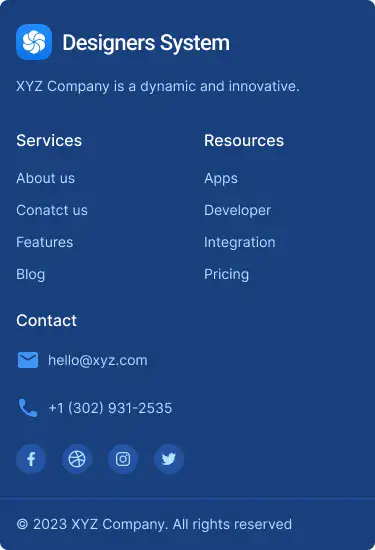 Designers System
XYZ Company is a dynamic and innovative.
Services
About us
Conatct us
Features
Blog
Resources
Apps
Developer
Integration
Pricing
Contact
hello@xyz.com
+1 (302) 931-2535
© 2023 XYZ Company. All rights reserved